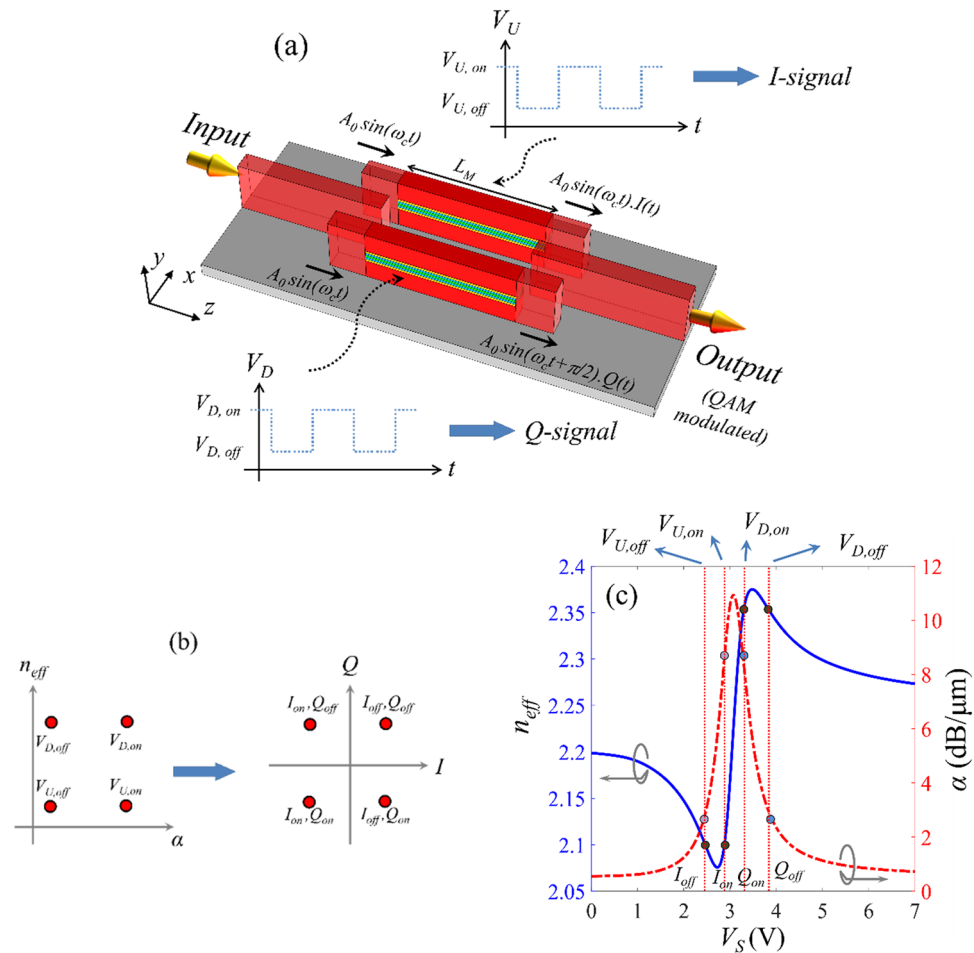 (a)
V_U
V_U, on
V_U, off
t
I-signal
Input
A_0 sin(ω_c t)
L_M
A_0 sin(ω_c t).I(t)
y
x
z
A_0 sin(ω_c t)
A_0 sin(ω_c t+π/2).Q(t)
Output
(QAM
modulated)
V_D
V_D, on
V_D, off
t
Q-signal
(b)
n_eff
V_D,off
V_D,on
V_U,off
V_U,on
α
Q
I_on,Q_off
I_off,Q_off
I
I_on,Q_on
I_off,Q_on
V_U,off
V_U,on
V_D,on
V_D,off
(c)
2.4
2.35
2.3
2.2
2.15
2.1
2.05
n_eff
12
10
8
6
4
2
0
α (dB/μm)
I_off
I_on
Q_on
Q_off
0
1
2
3
4
5
6
7
V_S (V)